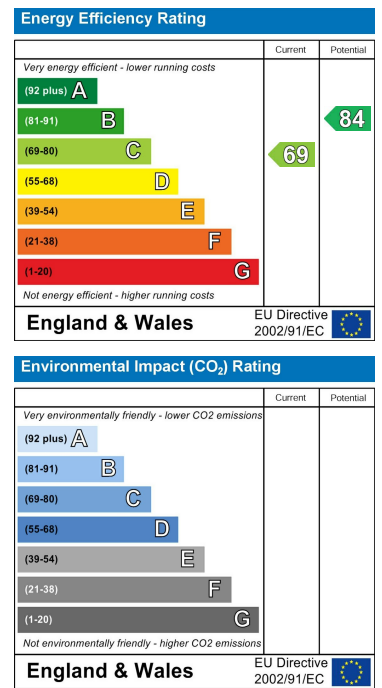 Energy Efficiency Rating
Current Potential
Very energy efficient - lower running costs
(92 plus) A
(81-91) B
84
(69-80) C
69
(55-68) D
(39-54) E
(21-38) F
(1-20) G
Not energy efficient - higher running costs
England & Wales
EU Directive
2002/91/EC
Environmental Impact (CO₂) Rating
Current Potential
Very environmentally friendly - lower CO2 emissions
(92 plus) A
(81-91) B
(69-80) C
(55-68) D
(39-54) E
(21-38) F
(1-20) G
Not environmentally friendly - higher CO2 emissions
England & Wales
EU Directive
2002/91/EC